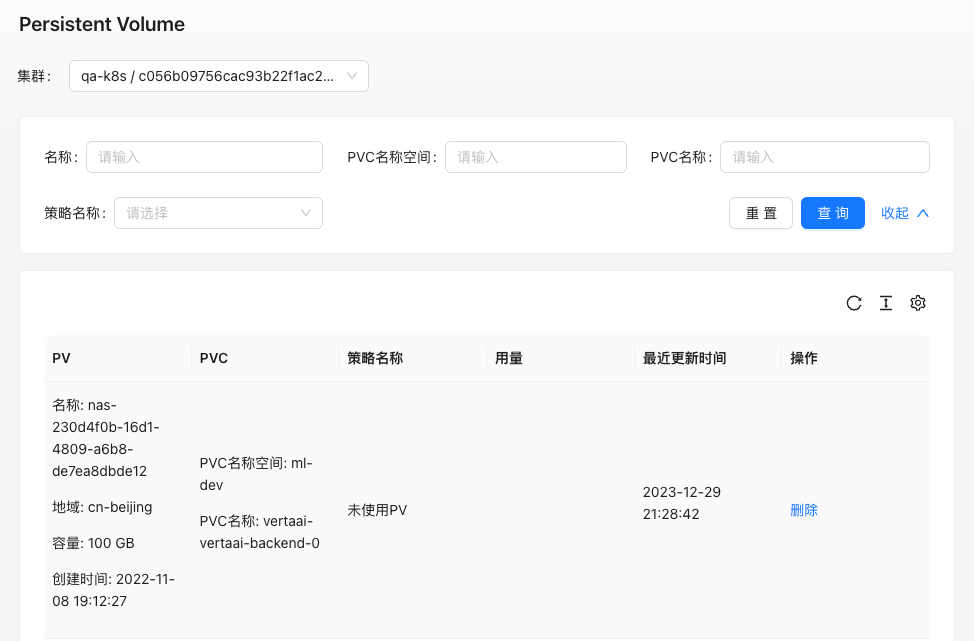 Persistent Volume
集群： qa-k8s / c056b09756cac93b22f1ac2...
名称： 请输入 PVC名称空间： 请输入 PVC名称： 请输入
策略名称： 请选择 重 置 查 询 收起
PV PVC 策略名称 用量 最近更新时间 操作
名称: nas-
230d4f0b-16d1-
4809-a6b8-
de7ea8dbde12
地域: cn-beijing
容量: 100 GB
创建时间: 2022-11-
08 19:12:27
PVC名称空间: ml-
dev
PVC名称: vertaai-
vertaai-backend-0
未使用PV
2023-12-29
21:28:42
删除